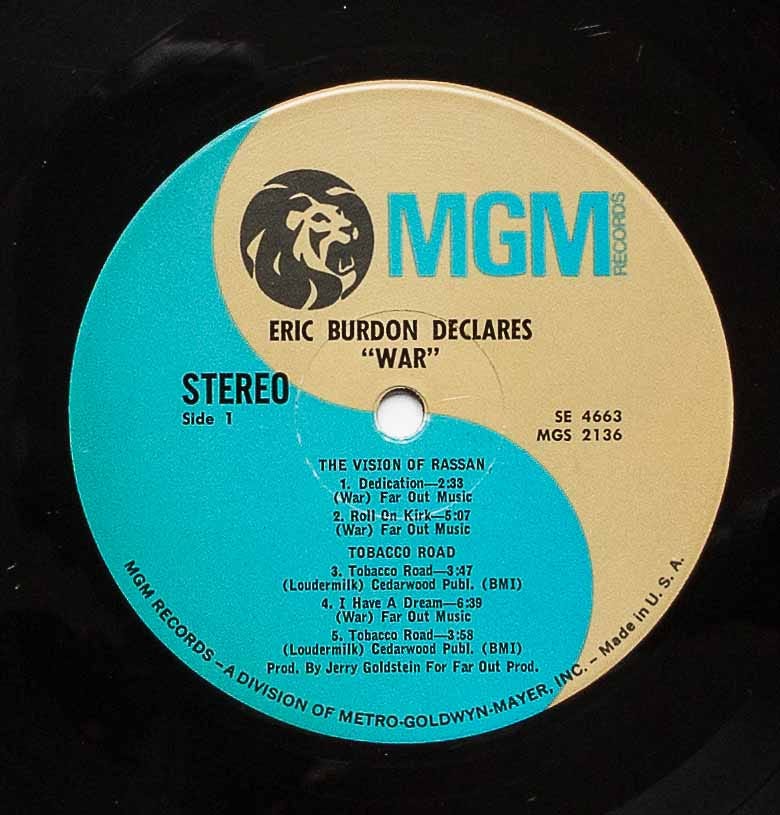 MGM
RECORDS
ERIC BURDON DECLARES
“WAR”
STEREO
Side 1
SE 4663
MGS 2136
THE VISION OF RASSAN
1. Dedication—2:33
(War) Far Out Music
2. Roll On Kirk—5:07
(War) Far Out Music
TOBACCO ROAD
3. Tobacco Road—3:47
(Loudermilk) Cedarwood Publ. (BMI)
4. I Have A Dream—6:39
(War) Far Out Music
5. Tobacco Road—3:58
(Loudermilk) Cedarwood Publ. (BMI)
Prod. By Jerry Goldstein For Far Out Prod.
MGM RECORDS – A DIVISION OF METRO-GOLDWYN-MAYER, INC. – Made in U. S. A.